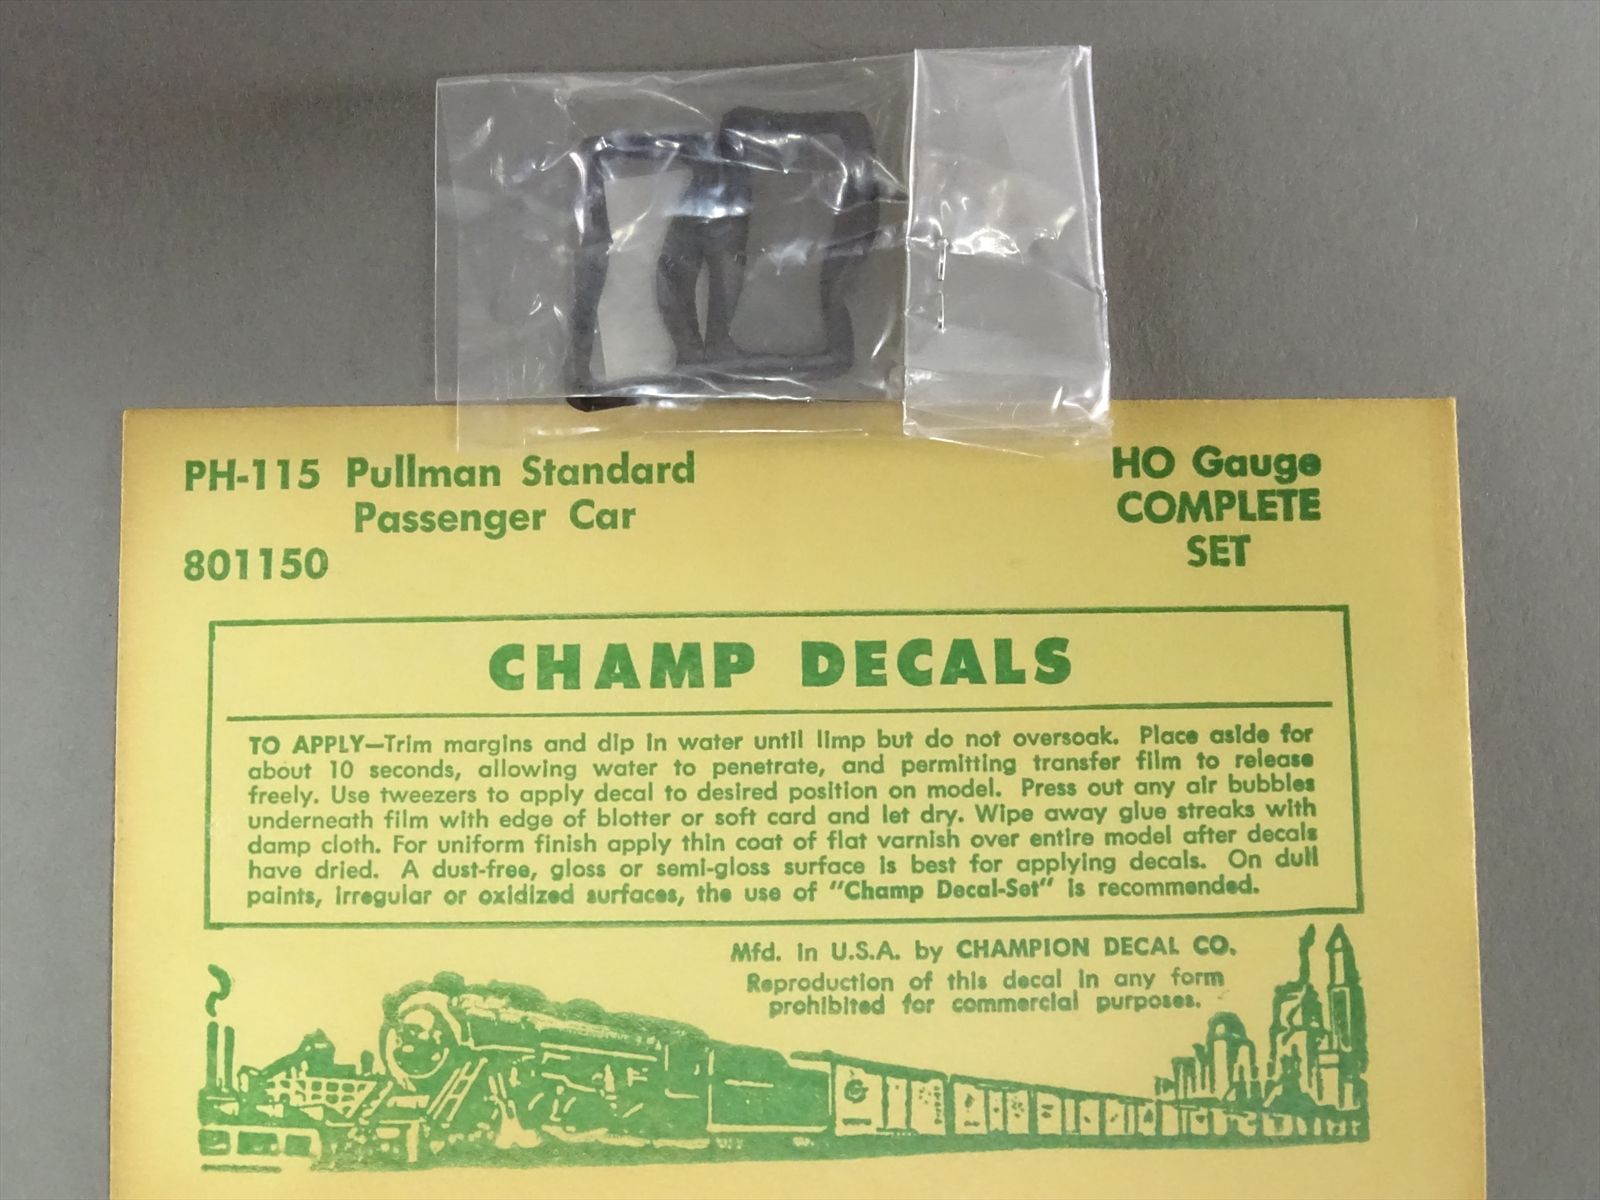 PH-115 Pullman Standard
Passenger Car
801150
HO Gauge
COMPLETE
SET
CHAMP DECALS
TO APPLY—Trim margins and dip in water until limp but do not oversoak. Place aside for
about 10 seconds, allowing water to penetrate, and permitting transfer film to release
freely. Use tweezers to apply decal to desired position on model. Press out any air bubbles
underneath film with edge of blotter or soft card and let dry. Wipe away glue streaks with
damp cloth. For uniform finish apply thin coat of flat varnish over entire model after decals
have dried. A dust-free, gloss or semi-gloss surface is best for applying decals. On dull
paints, irregular or oxidized surfaces, the use of "Champ Decal-Set" is recommended.
Mfd. in U.S.A. by CHAMPION DECAL CO.
Reproduction of this decal in any form
prohibited for commercial purposes.